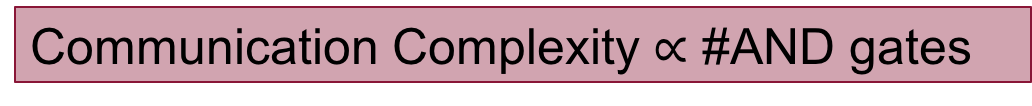 Communication Complexity ∝ #AND gates